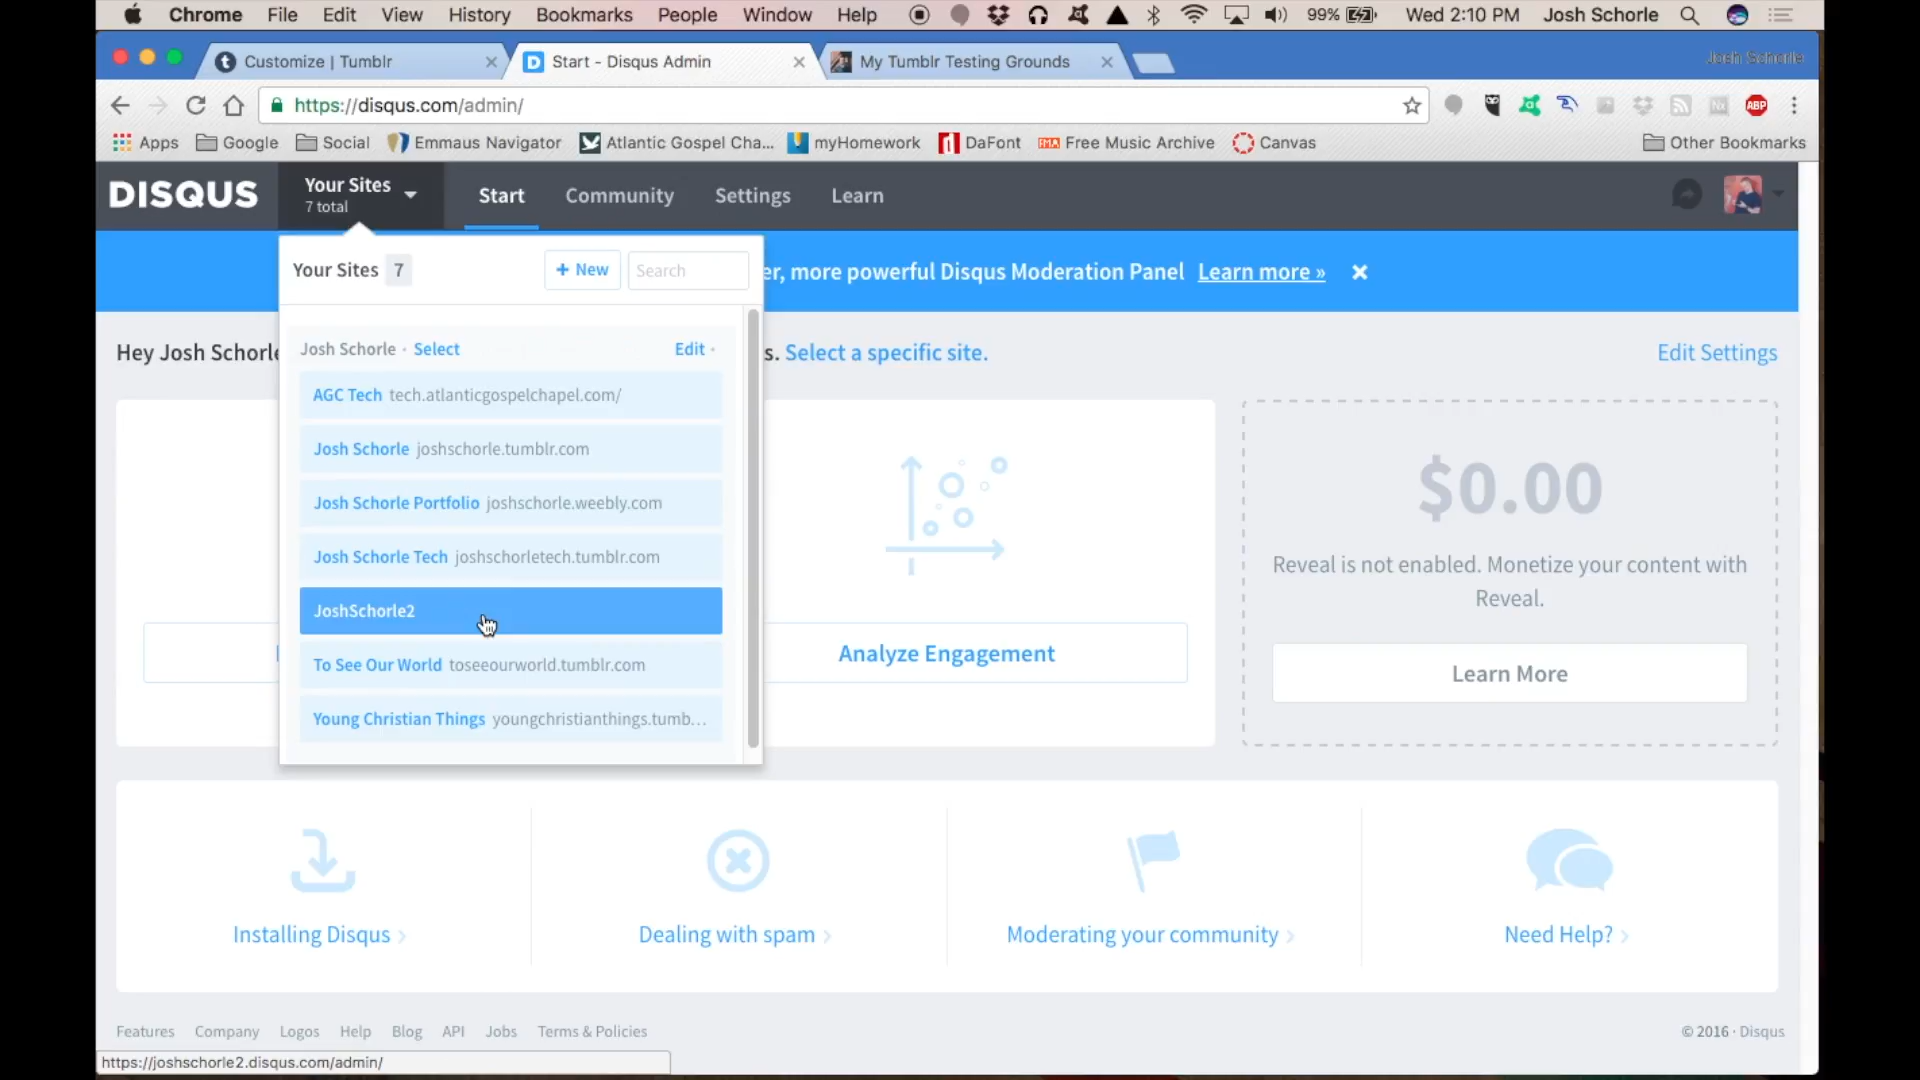 Chrome File Edit View History Bookmarks People Window Help 99% Wed 2:10 PM Josh Schorle
Customize | Tumblr Start - Disqus Admin My Tumblr Testing Grounds Josh Schorle
https://disqus.com/admin/ ABP
Apps Google Social Emmaus Navigator Atlantic Gospel Cha... myHomework DaFont FMA Free Music Archive Canvas Other Bookmarks
DISQUS Your Sites Start Community Settings Learn
7 total
Your Sites 7 + New Search er, more powerful Disqus Moderation Panel Learn more »
Hey Josh Schorle s. Select a specific site. Edit Settings
Josh Schorle · Select Edit ·
AGC Tech tech.atlanticgospelchapel.com/
Josh Schorle joshschorle.tumblr.com
Josh Schorle Portfolio joshschorle.weebly.com
Josh Schorle Tech joshschorletech.tumblr.com
JoshSchorle2
To See Our World toseeourworld.tumblr.com
Young Christian Things youngchristianthings.tumb...
Analyze Engagement
$0.00
Reveal is not enabled. Monetize your content with
Reveal.
Learn More
Installing Disqus Dealing with spam Moderating your community Need Help?
Features Company Logos Help Blog API Jobs Terms & Policies © 2016 · Disqus
https://joshschorle2.disqus.com/admin/